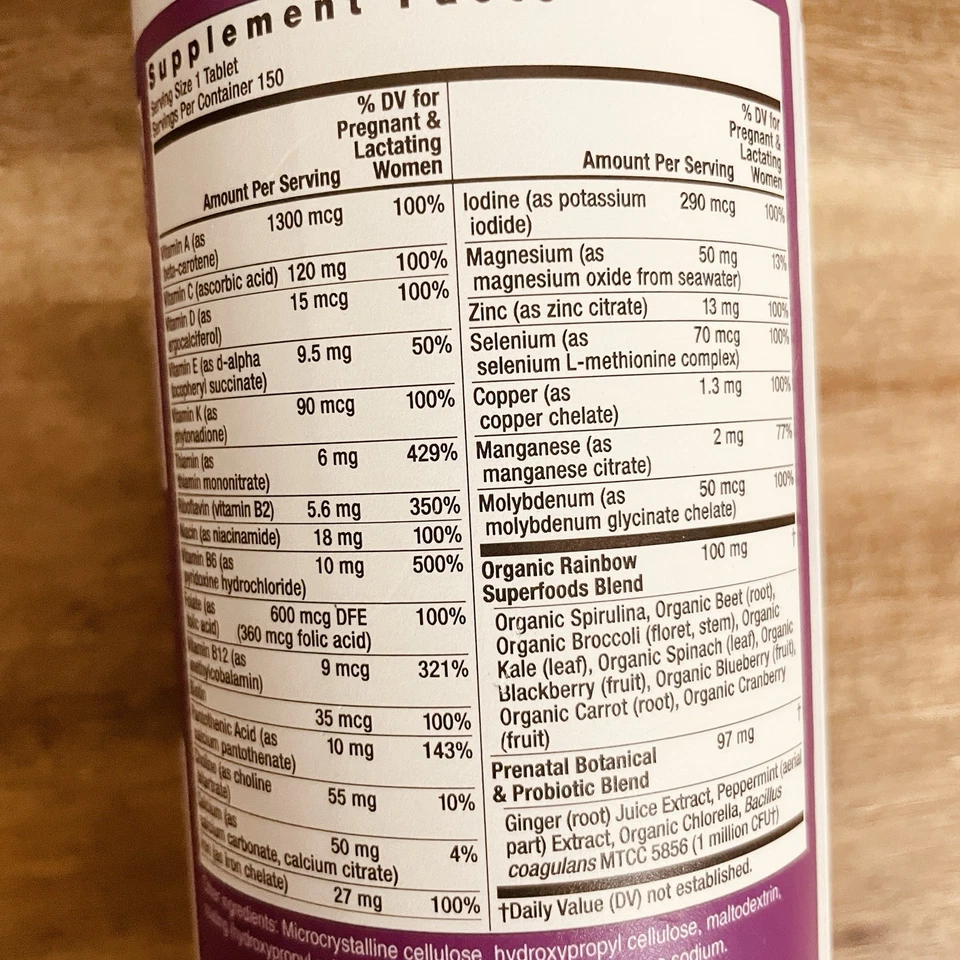 Supplement Facts
Serving Size 1 Tablet
Servings Per Container 150
% DV for
Pregnant &
Lactating
Women
Amount Per Serving
Vitamin A (as 1300 mcg 100%
beta-carotene)
Vitamin C (ascorbic acid) 120 mg 100%
Vitamin D (as 15 mcg 100%
ergocalciferol)
Vitamin E (as d-alpha 9.5 mg 50%
tocopheryl succinate)
Vitamin K (as 90 mcg 100%
phytonadione)
Thiamin (as 6 mg 429%
thiamin mononitrate)
Riboflavin (vitamin B2) 5.6 mg 350%
Niacin (as niacinamide) 18 mg 100%
Vitamin B6 (as 10 mg 500%
pyridoxine hydrochloride)
Folate (as 600 mcg DFE 100%
folic acid) (360 mcg folic acid)
Vitamin B12 (as 9 mcg 321%
methylcobalamin)
Biotin 35 mcg 100%
Pantothenic Acid (as 10 mg 143%
calcium pantothenate)
Choline (as choline 55 mg 10%
bitartrate)
Calcium (as 50 mg 4%
calcium carbonate, calcium citrate)
Iron (as iron chelate) 27 mg 100%
% DV for
Pregnant &
Lactating
Women
Amount Per Serving
Iodine (as potassium 290 mcg 100%
iodide)
Magnesium (as 50 mg 13%
magnesium oxide from seawater)
Zinc (as zinc citrate) 13 mg 100%
Selenium (as 70 mcg 100%
selenium L-methionine complex)
Copper (as 1.3 mg 100%
copper chelate)
Manganese (as 2 mg 77%
manganese citrate)
Molybdenum (as 50 mcg 100%
molybdenum glycinate chelate)
Organic Rainbow 100 mg †
Superfoods Blend
Organic Spirulina, Organic Beet (root),
Organic Broccoli (floret, stem), Organic
Kale (leaf), Organic Spinach (leaf), Organic
Blackberry (fruit), Organic Blueberry (fruit),
Organic Carrot (root), Organic Cranberry
(fruit)
Prenatal Botanical 97 mg †
& Probiotic Blend
Ginger (root) Juice Extract, Peppermint (aerial
part) Extract, Organic Chlorella, Bacillus
coagulans MTCC 5856 (1 million CFU†)
†Daily Value (DV) not established.
Other ingredients: Microcrystalline cellulose, hydroxypropyl cellulose, maltodextrin,
sodium.